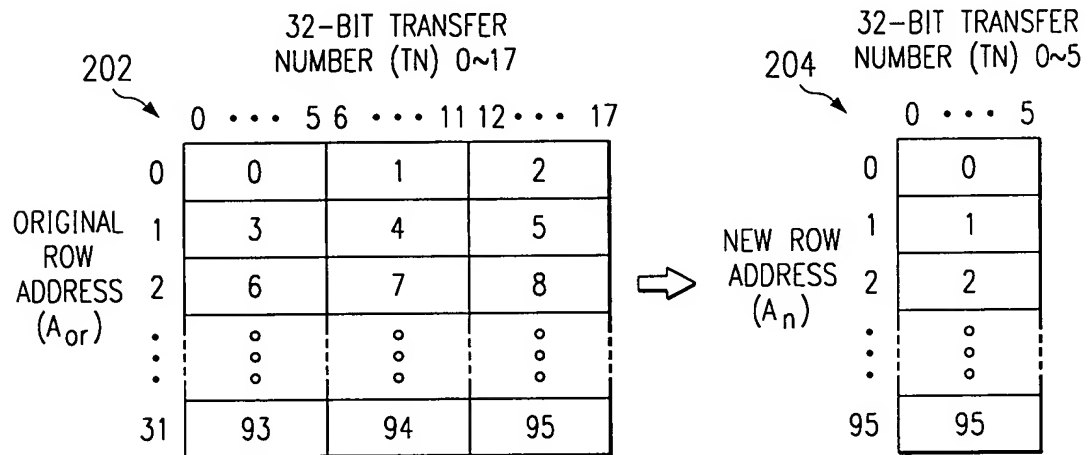 32-BIT TRANSFER
NUMBER (TN) 0~17
202
0 • • • 5 6 • • • 11 12 • • • 17
ORIGINAL
ROW
ADDRESS
(Aor)
0 0 1 2
1 3 4 5
2 6 7 8
31 93 94 95
32-BIT TRANSFER
NUMBER (TN) 0~5
204
0 • • • 5
NEW ROW
ADDRESS
(An)
0 0
1 1
2 2
95 95